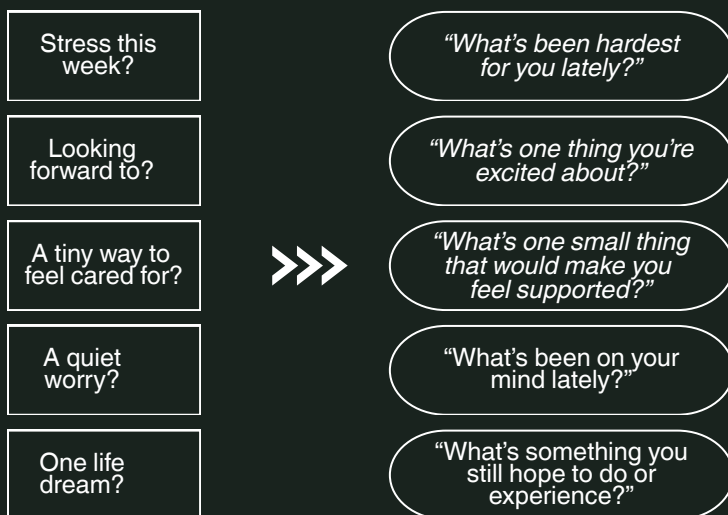 Stress this
week?
“What’s been hardest
for you lately?”
Looking
forward to?
“What’s one thing you’re
excited about?”
A tiny way to
feel cared for?
“What’s one small thing
that would make you
feel supported?”
A quiet
worry?
“What’s been on your
mind lately?”
One life
dream?
“What’s something you
still hope to do or
experience?”